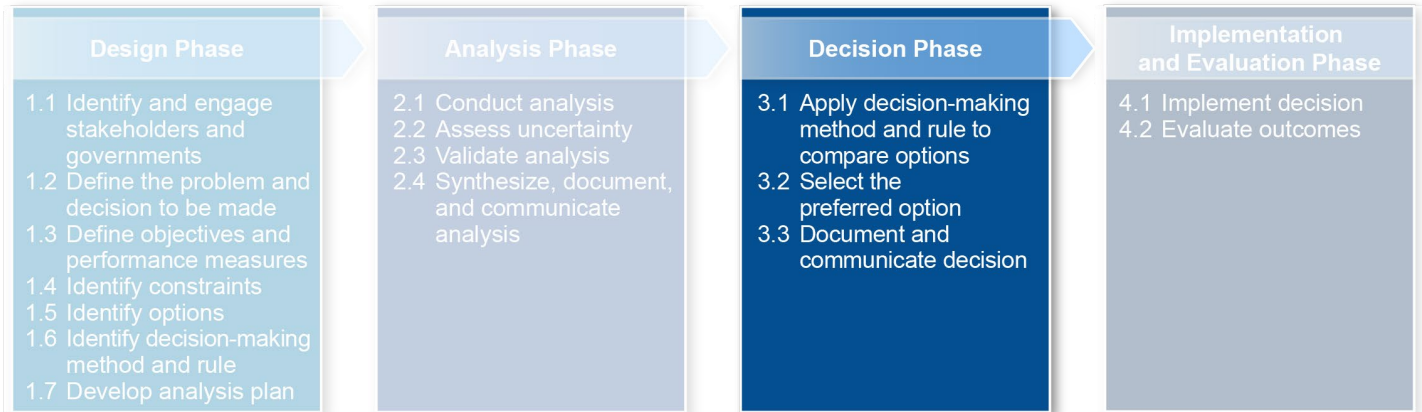 Design Phase
1.1 Identify and engage
stakeholders and
governments
1.2 Define the problem and
decision to be made
1.3 Define objectives and
performance measures
1.4 Identify constraints
1.5 Identify options
1.6 Identify decision-making
method and rule
1.7 Develop analysis plan
Analysis Phase
2.1 Conduct analysis
2.2 Assess uncertainty
2.3 Validate analysis
2.4 Synthesize, document,
and communicate
analysis
Decision Phase
3.1 Apply decision-making
method and rule to
compare options
3.2 Select the
preferred option
3.3 Document and
communicate decision
Implementation
and Evaluation Phase
4.1 Implement decision
4.2 Evaluate outcomes